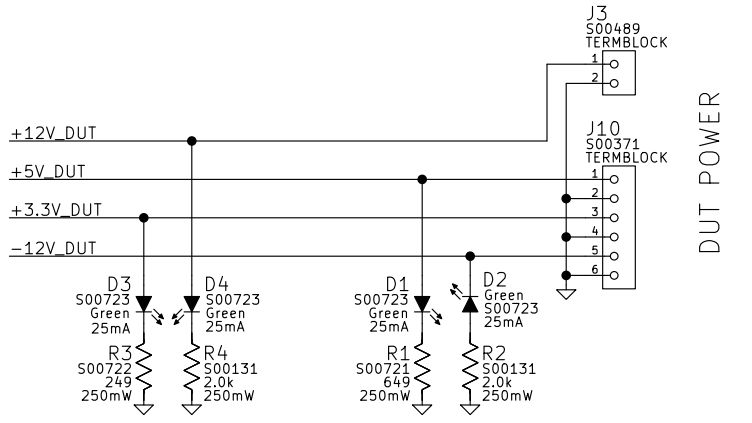 J3
S00489
TERMBLOCK
1
2
+12V_DUT
J10
S00371
TERMBLOCK
+5V_DUT
1
2
+3.3V_DUT
3
4
-12V_DUT
5
6
DUT POWER
D3
S00723
Green
25mA
D4
S00723
Green
25mA
D1
S00723
Green
25mA
D2
Green
S00723
25mA
R3
S00722
249
250mW
R4
S00131
2.0k
250mW
R1
S00721
649
250mW
R2
S00131
2.0k
250mW